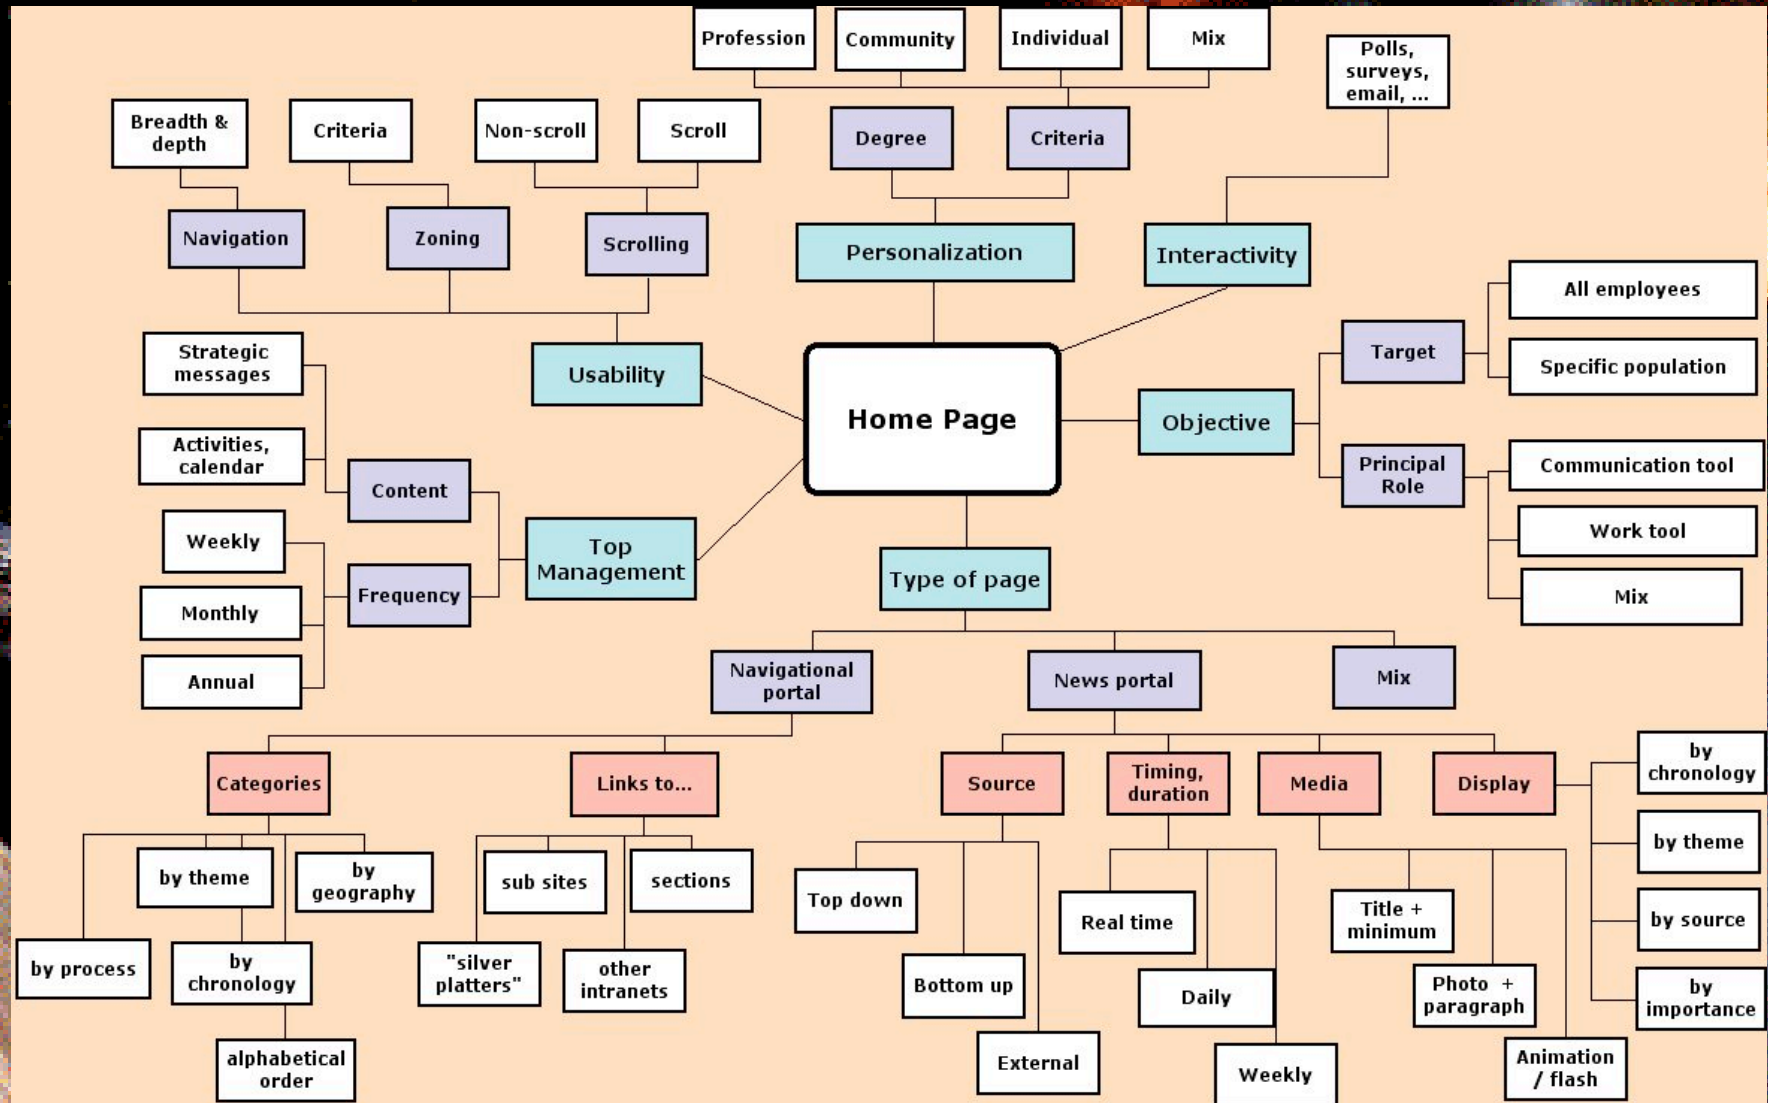 Profession
Community
Individual
Mix
Polls,
surveys,
email, ...
Breadth &
depth
Criteria
Non-scroll
Scroll
Degree
Criteria
Navigation
Zoning
Scrolling
Personalization
Interactivity
All employees
Strategic
messages
Usability
Target
Specific population
Home Page
Objective
Activities,
calendar
Content
Principal
Role
Communication tool
Weekly
Top
Management
Work tool
Type of page
Monthly
Frequency
Mix
Annual
Navigational
portal
News portal
Mix
Categories
Links to...
Source
Timing,
duration
Media
Display
by
chronology
by theme
by
geography
sub sites
sections
Top down
Real time
Title +
minimum
by theme
by source
by process
by
chronology
"silver
platters"
other
intranets
Bottom up
Daily
Photo +
paragraph
by
importance
alphabetical
order
External
Weekly
Animation
/ flash